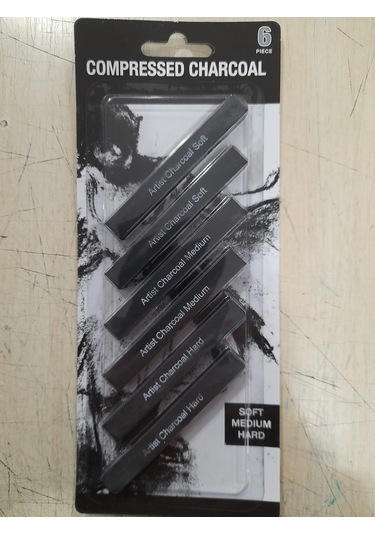 6
PIECE
COMPRESSED CHARCOAL
Artist Charcoal Soft
Artist Charcoal Soft
Artist Charcoal Medium
Artist Charcoal Medium
Artist Charcoal Hard
Artist Charcoal Hard
SOFT
MEDIUM
HARD